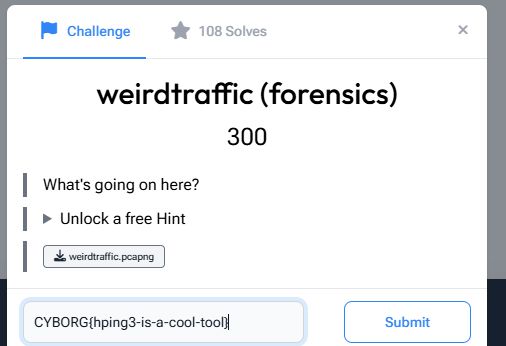 Challenge
108 Solves
×
weirdtraffic (forensics)
300
What's going on here?
Unlock a free Hint
weirdtraffic.pcapng
CYBORG{hping3-is-a-cool-tool}
Submit